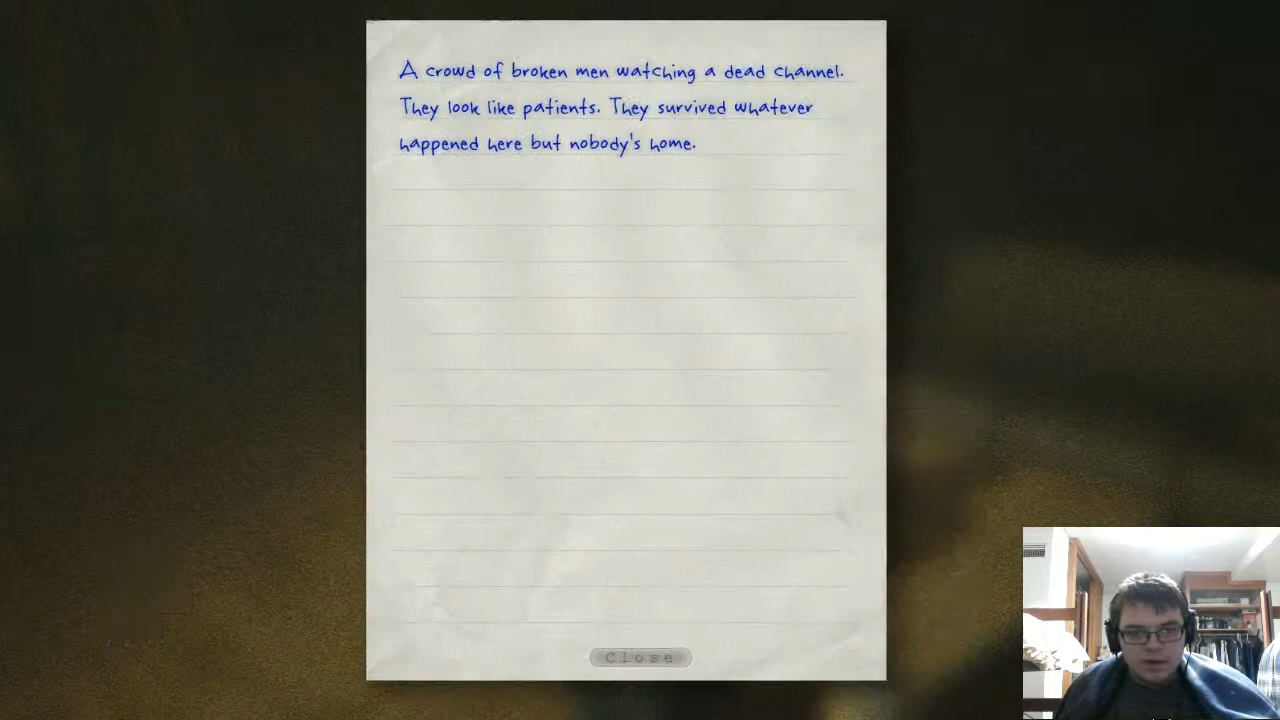 A crowd of broken men watching a dead channel.
They look like patients. They survived whatever
happened here but nobody's home.
Close